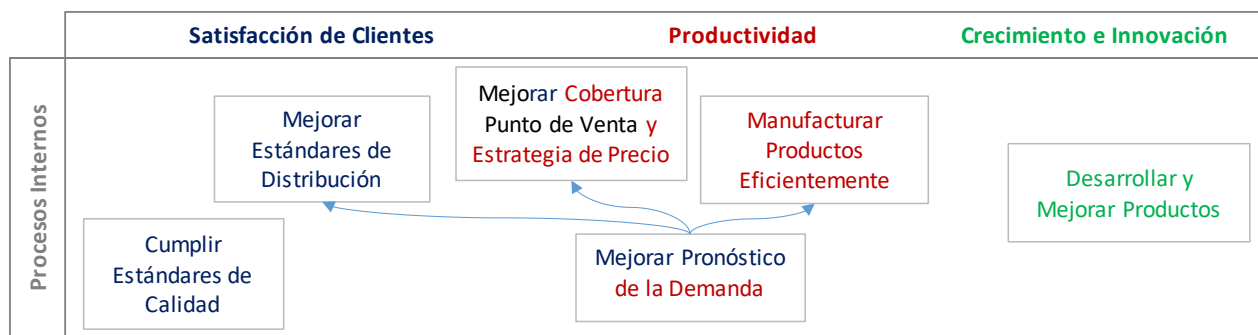 Satisfacción de Clientes
Productividad
Crecimiento e Innovación
Procesos Internos
Mejorar
Estándares de
Distribución
Mejorar Cobertura
Punto de Venta y
Estrategia de Precio
Manufacturar
Productos
Eficientemente
Desarrollar y
Mejorar Productos
Cumplir
Estándares de
Calidad
Mejorar Pronóstico
de la Demanda